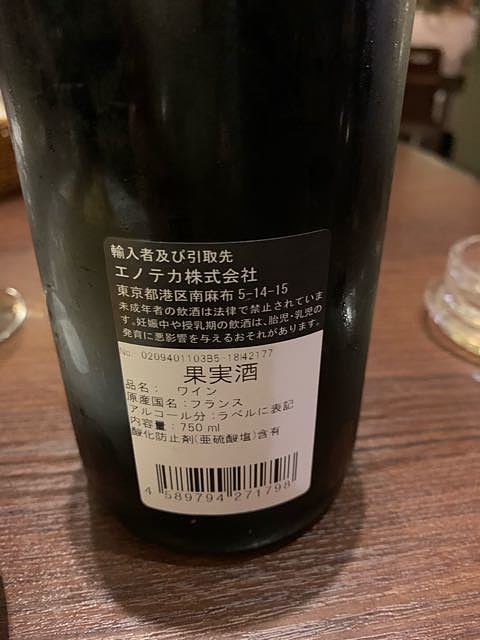 輸入者及び引取先
エノテカ株式会社
東京都港区南麻布 5-14-15
未成年者の飲酒は法律で禁止されていま
す。妊娠中や授乳期の飲酒は、胎児・乳児の
発育に悪影響を与えるおそれがあります。
No. 0209401103B5-18I42177
果実酒
品名： ワイン
原産国名：フランス
アルコール分：ラベルに表記
内容量：750 ml
酸化防止剤(亜硫酸塩)含有
4 589794 271798